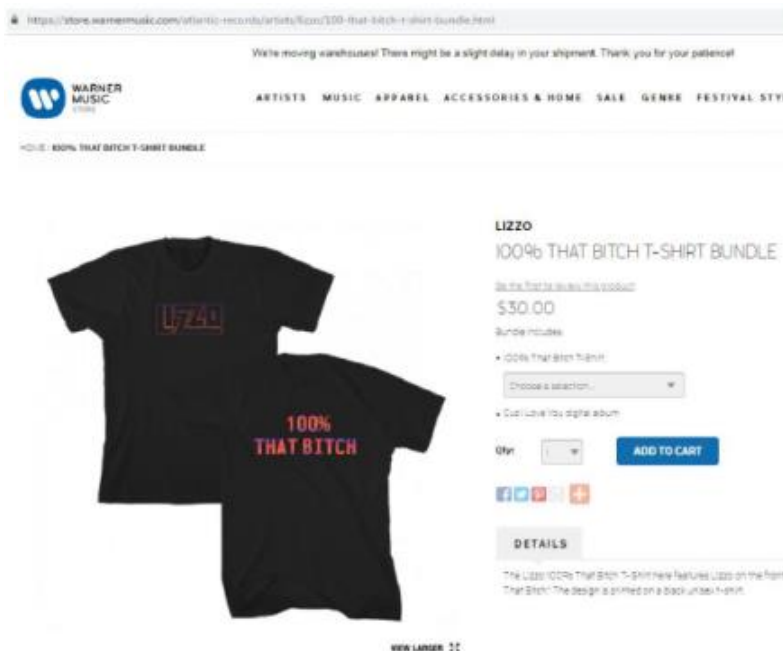 https://store.warnermusic.com/atlantic-records/artists/lizzo/100-that-bitch-t-shirt-bundle.html
We're moving warehouses! There might be a slight delay in your shipment. Thank you for your patience!
WARNER
MUSIC
STORE
ARTISTS MUSIC APPAREL ACCESSORIES & HOME SALE GENRE FESTIVAL STY
HOME 100% THAT BITCH T-SHIRT BUNDLE
LIZZO
100% THAT BITCH T-SHIRT BUNDLE
Be the first to review this product
$30.00
Bundle includes
100% That Bitch T-Shirt
Choose a selection...
Cuz I Love You digital album
Qty: 1
ADD TO CART
LIZZO
100%
THAT BITCH
DETAILS
The Lizzo 100% That Bitch T-Shirt here features Lizzo on the front
That Bitch." The design is printed on a black unisex t-shirt.
VIEW LARGER